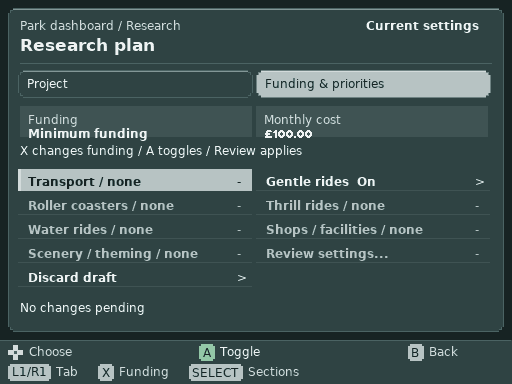 Park dashboard / Research
Current settings
Research plan
Project
Funding & priorities
Funding
Minimum funding
Monthly cost
£100.00
X changes funding / A toggles / Review applies
Transport / none -
Gentle rides On >
Roller coasters / none -
Thrill rides / none -
Water rides / none -
Shops / facilities / none -
Scenery / theming / none -
Review settings... -
Discard draft >
No changes pending
Choose
A Toggle
B Back
L1/R1 Tab
X Funding
SELECT Sections